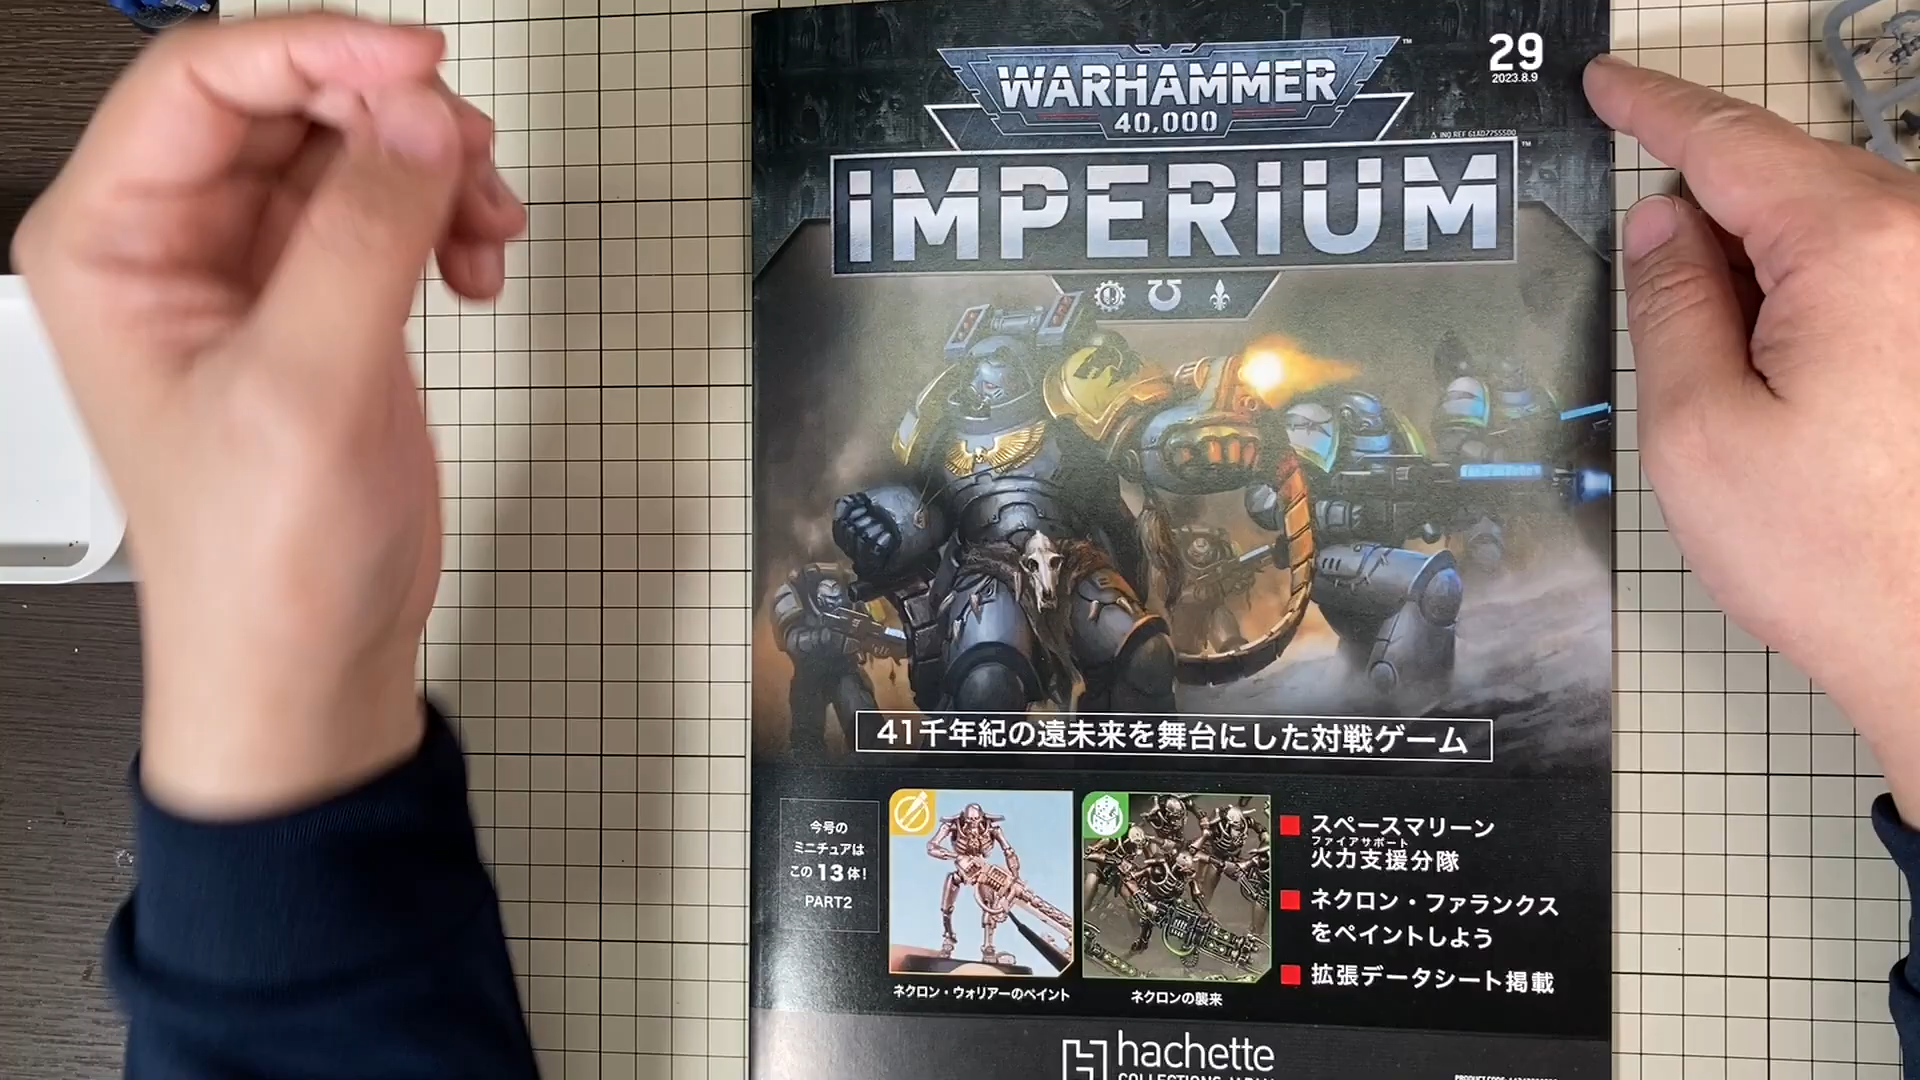 WARHAMMER™
40,000
29
2023.8.9
IMPERIUM™
41千年紀の遠未来を舞台にした対戦ゲーム
今号の
ミニチュアは
この13体!
PART2
ネクロン・ウォリアーのペイント
ネクロンの襲来
スペースマリーン
ファイアサポート
火力支援分隊
ネクロン・ファランクス
をペイントしよう
拡張データシート掲載
hachette
COLLECTIONS JAPAN